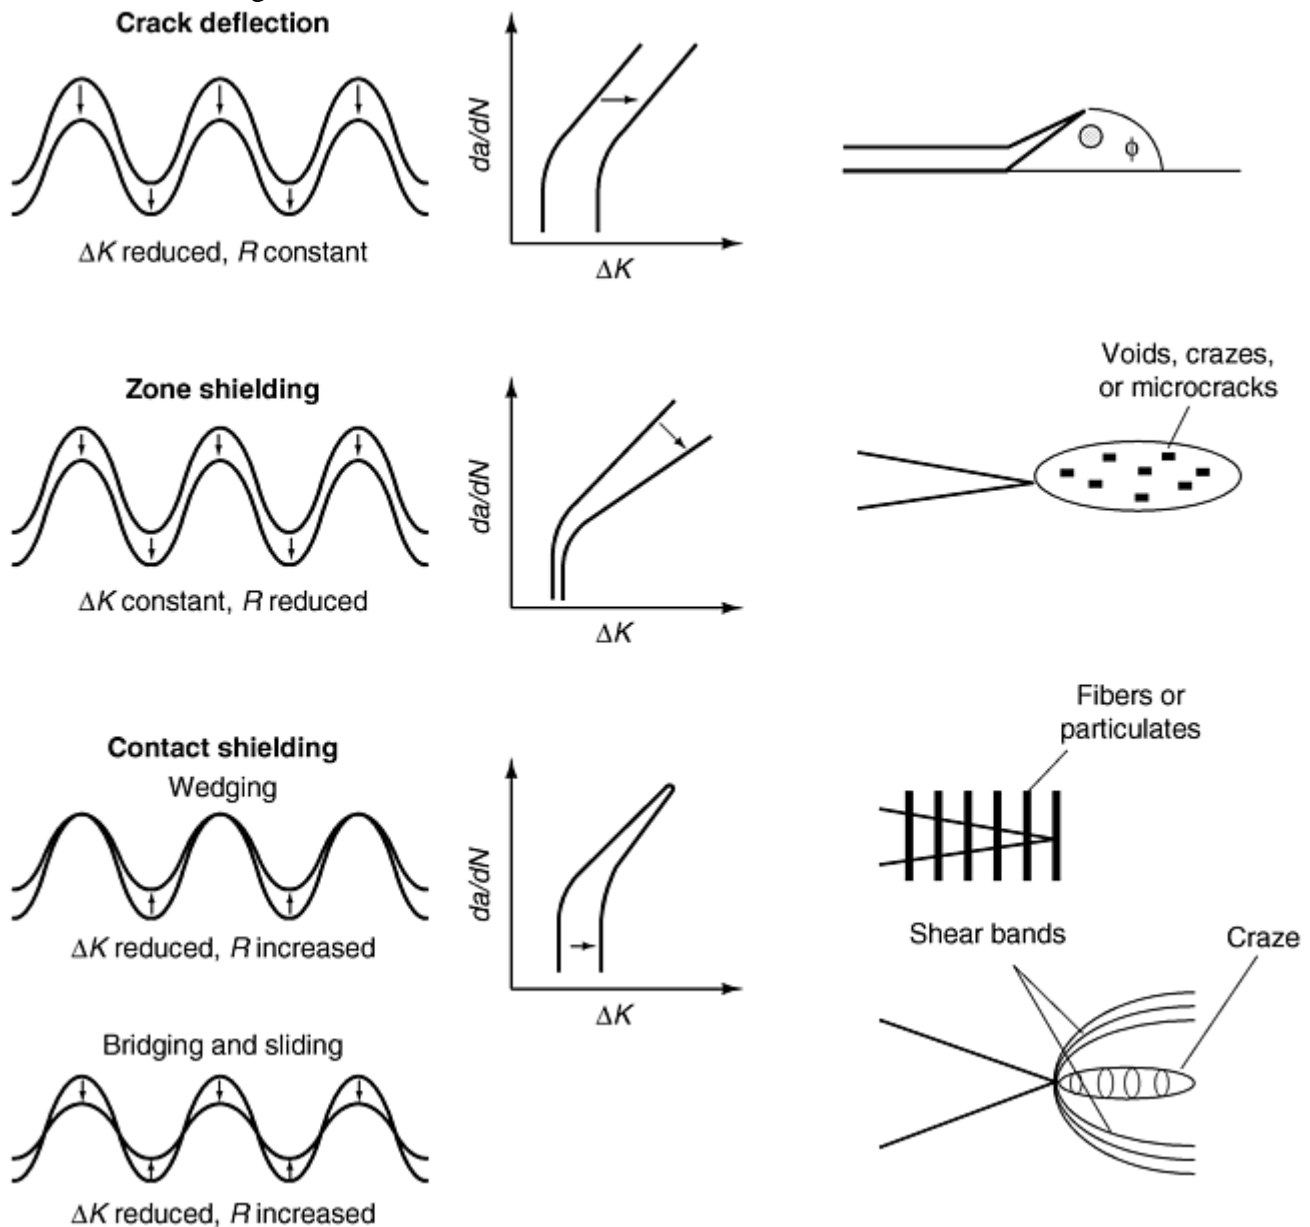 Crack deflection
da/dN
ΔK
ϕ
ΔK reduced, R constant
Zone shielding
da/dN
ΔK
Voids, crazes,
or microcracks
ΔK constant, R reduced
Contact shielding
Wedging
da/dN
ΔK
Fibers or
particulates
ΔK reduced, R increased
Shear bands
Craze
Bridging and sliding
ΔK reduced, R increased